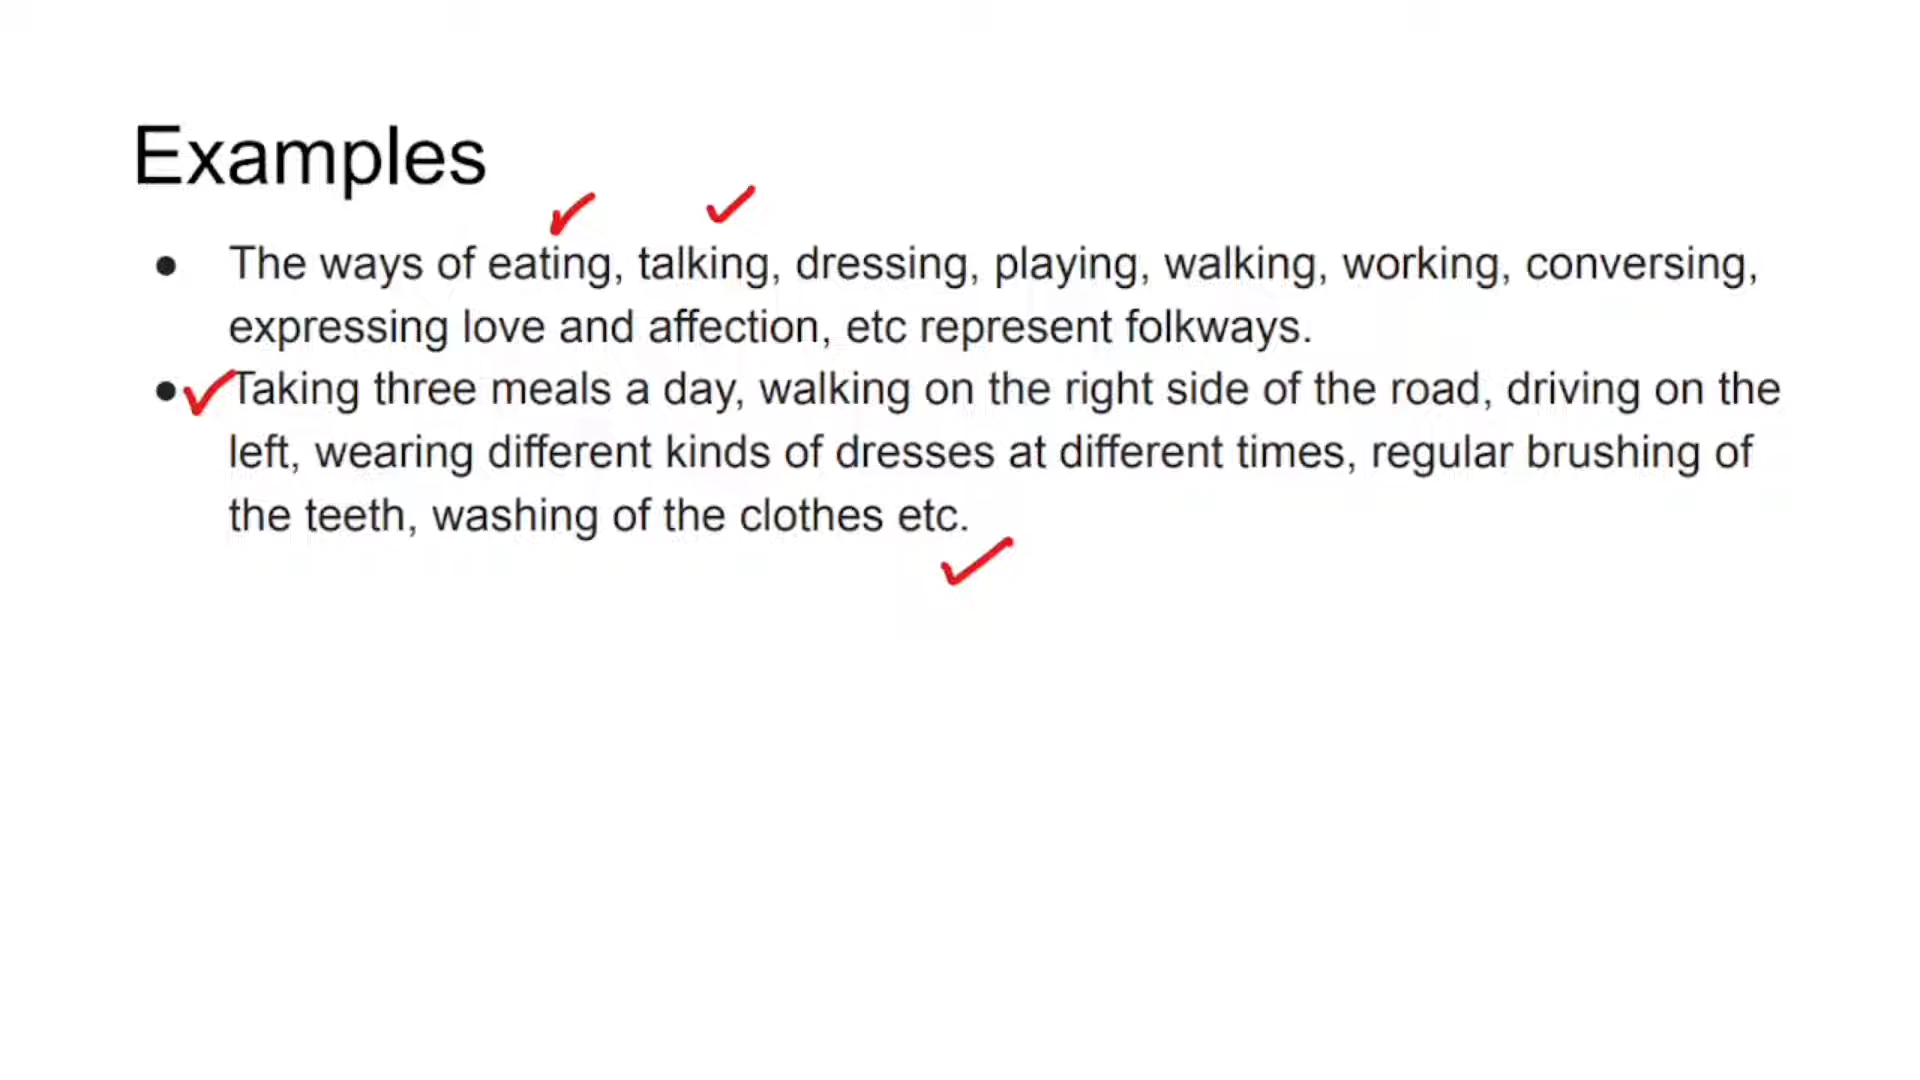 Examples
● The ways of eating, talking, dressing, playing, walking, working, conversing,
expressing love and affection, etc represent folkways.
● Taking three meals a day, walking on the right side of the road, driving on the
left, wearing different kinds of dresses at different times, regular brushing of
the teeth, washing of the clothes etc.